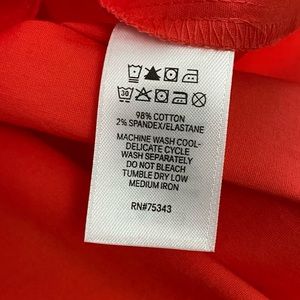 30
98% COTTON
2% SPANDEX/ELASTANE
MACHINE WASH COOL-
DELICATE CYCLE
WASH SEPARATELY
DO NOT BLEACH
TUMBLE DRY LOW
MEDIUM IRON
RN#75343